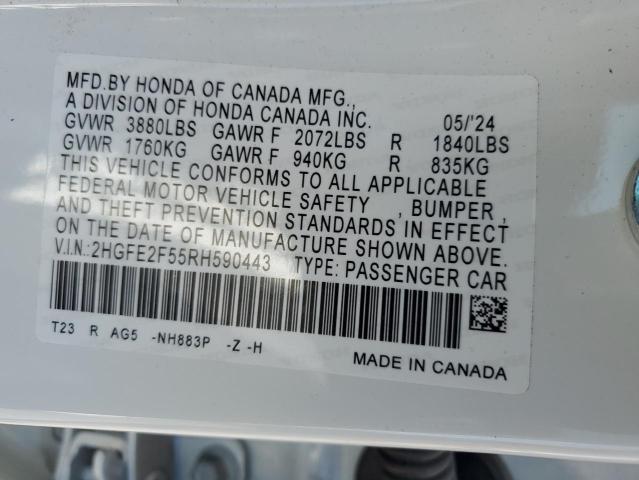 MFD.BY HONDA OF CANADA MFG.,
A DIVISION OF HONDA CANADA INC. 05/'24
GVWR 3880LBS GAWR F 2072LBS R 1840LBS
GVWR 1760KG GAWR F 940KG R 835KG
THIS VEHICLE CONFORMS TO ALL APPLICABLE
FEDERAL MOTOR VEHICLE SAFETY , BUMPER ,
AND THEFT PREVENTION STANDARDS IN EFFECT
ON THE DATE OF MANUFACTURE SHOWN ABOVE.
V.I.N:2HGFE2F55RH590443 TYPE: PASSENGER CAR
T23 R AG5 -NH883P -Z -H
MADE IN CANADA